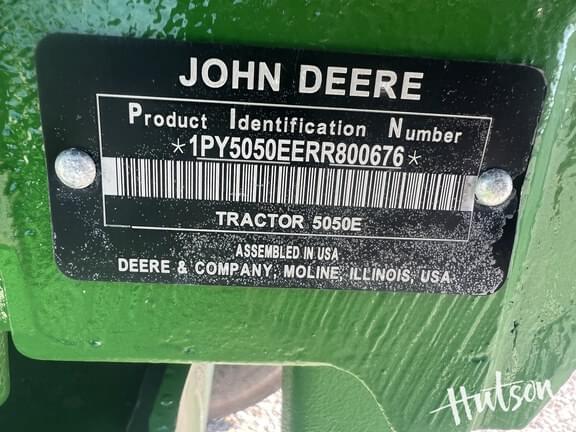 JOHN DEERE
Product Identification Number
*1PY5050EERR800676*
TRACTOR 5050E
ASSEMBLED IN USA
DEERE & COMPANY, MOLINE, ILLINOIS, USA
Hutson